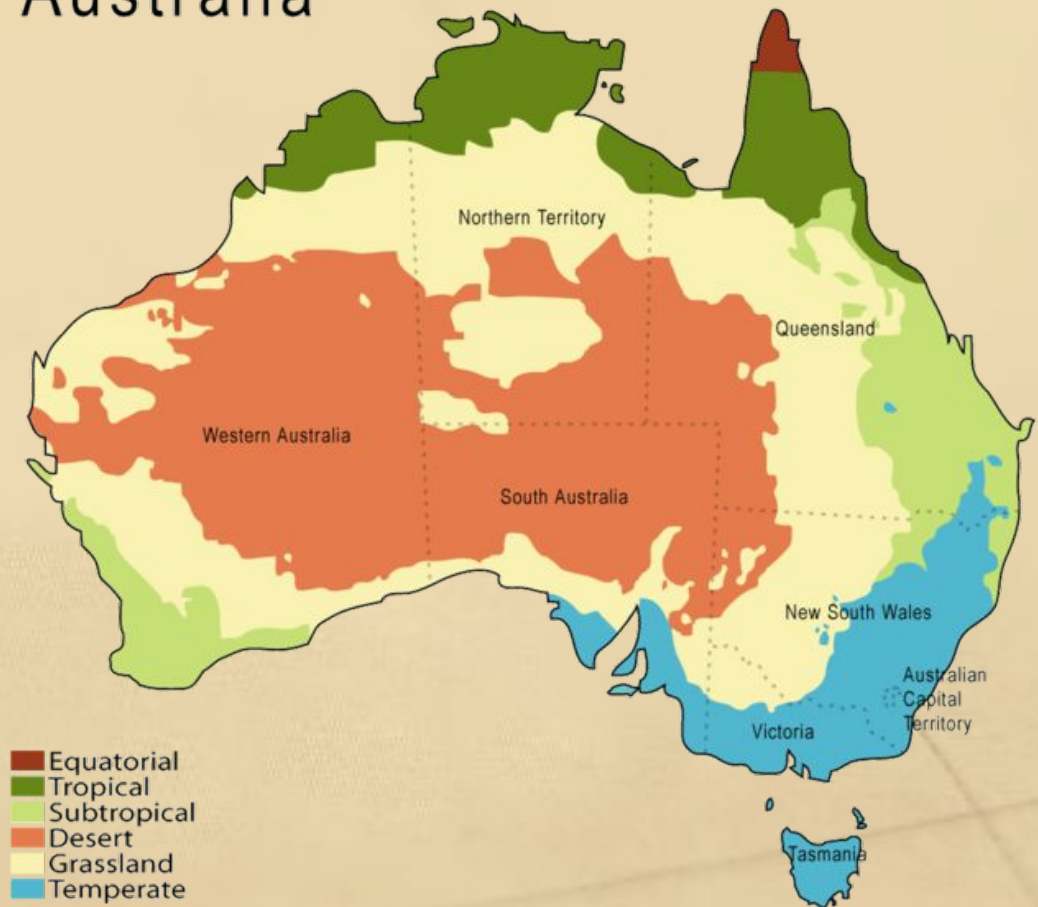 Australia
Northern Territory
Queensland
Western Australia
South Australia
New South Wales
Australian
Capital
Territory
Victoria
Tasmania
Equatorial
Tropical
Subtropical
Desert
Grassland
Temperate